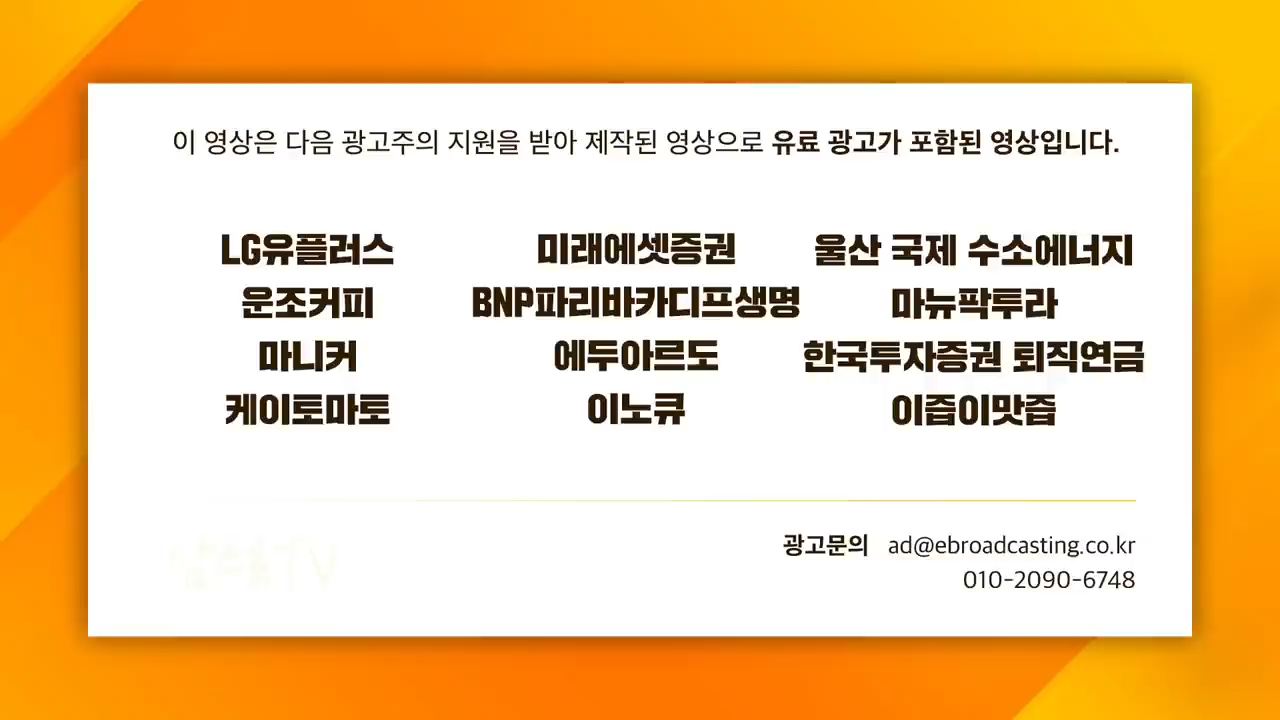 이 영상은 다음 광고주의 지원을 받아 제작된 영상으로 유료 광고가 포함된 영상입니다.
LG유플러스 미래에셋증권 울산 국제 수소에너지
운조커피 BNP파리바카디프생명 마뉴팍투라
마니커 에두아르도 한국투자증권 퇴직연금
케이토마토 이노큐 이즙이맛즙
광고문의 ad@ebroadcasting.co.kr
010-2090-6748